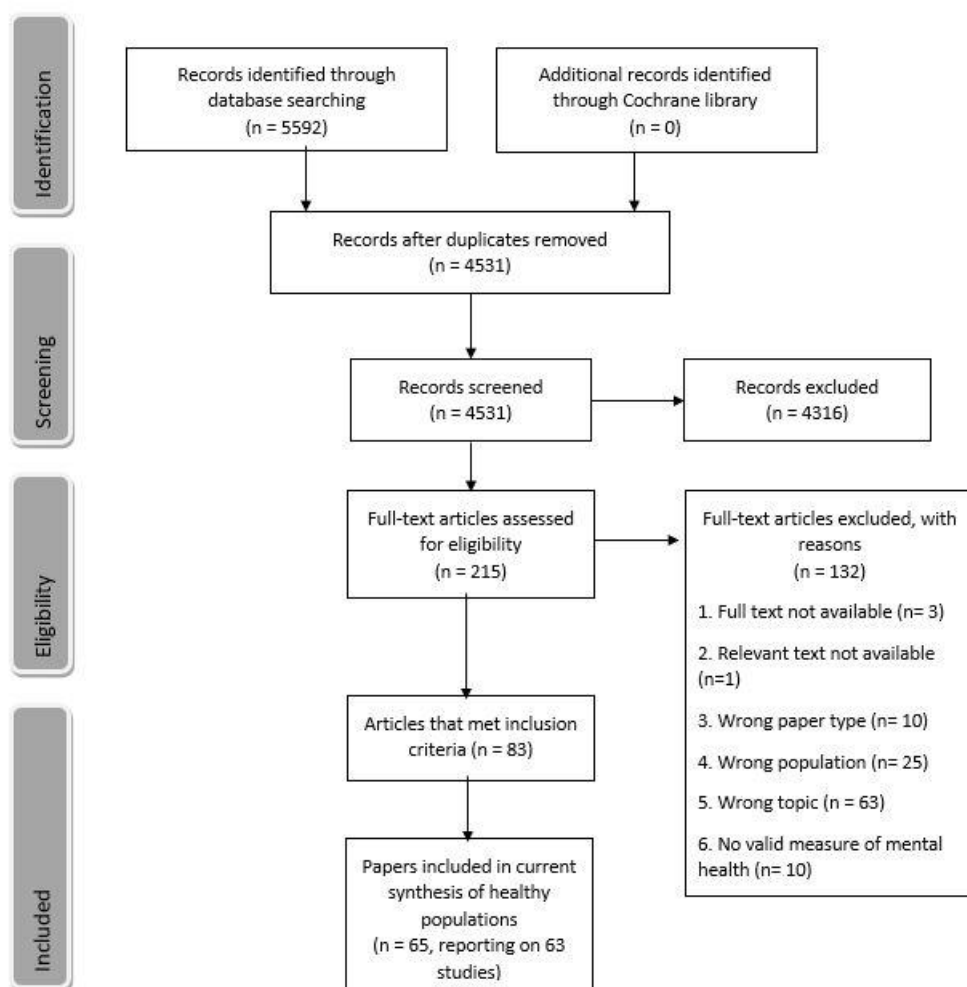 Identification
Records identified through
database searching
(n = 5592)
Additional records identified
through Cochrane library
(n = 0)
Records after duplicates removed
(n = 4531)
Screening
Records screened
(n = 4531)
Records excluded
(n = 4316)
Eligibility
Full-text articles assessed
for eligibility
(n = 215)
Full-text articles excluded, with
reasons
(n = 132)
1. Full text not available (n= 3)
2. Relevant text not available
(n=1)
3. Wrong paper type (n= 10)
4. Wrong population (n= 25)
5. Wrong topic (n = 63)
6. No valid measure of mental
health (n= 10)
Included
Articles that met inclusion
criteria (n = 83)
Papers included in current
synthesis of healthy
populations
(n = 65, reporting on 63
studies)